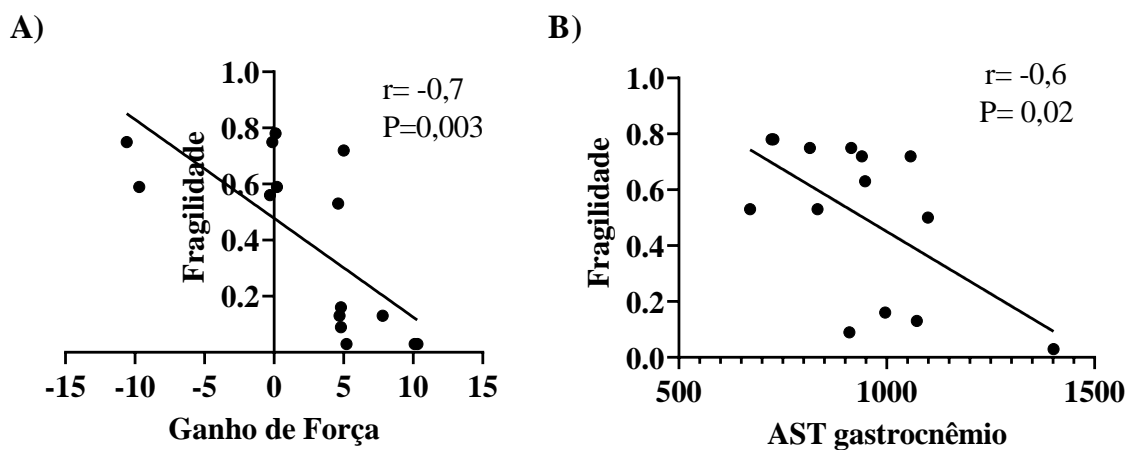 A)
r= -0,7
P=0,003
Fragilidade
1.0
0.8
0.6
0.4
0.2
-15 -10 -5 0 5 10 15
Ganho de Força
B)
r= -0,6
P= 0,02
Fragilidade
1.0
0.8
0.6
0.4
0.2
0.0
500 1000 1500
AST gastrocnêmio